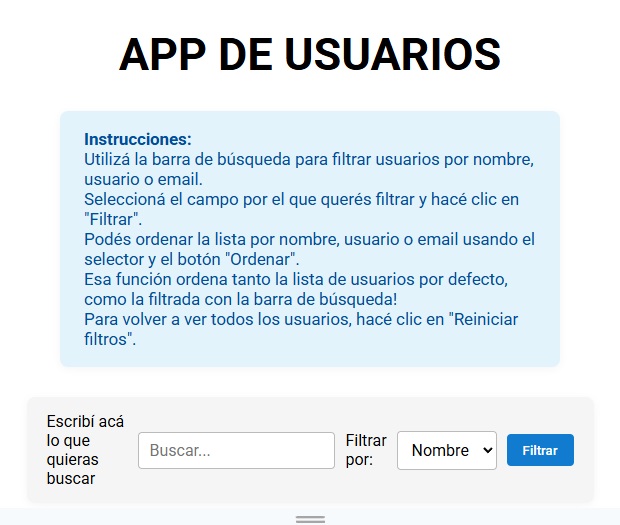 APP DE USUARIOS
Instrucciones:
Utilizá la barra de búsqueda para filtrar usuarios por nombre,
usuario o email.
Seleccioná el campo por el que querés filtrar y hacé clic en
"Filtrar".
Podés ordenar la lista por nombre, usuario o email usando el
selector y el botón "Ordenar".
Esa función ordena tanto la lista de usuarios por defecto,
como la filtrada con la barra de búsqueda!
Para volver a ver todos los usuarios, hacé clic en "Reiniciar
filtros".
Escribí acá
lo que
quieras
buscar
Buscar...
Filtrar
por:
Nombre
Filtrar